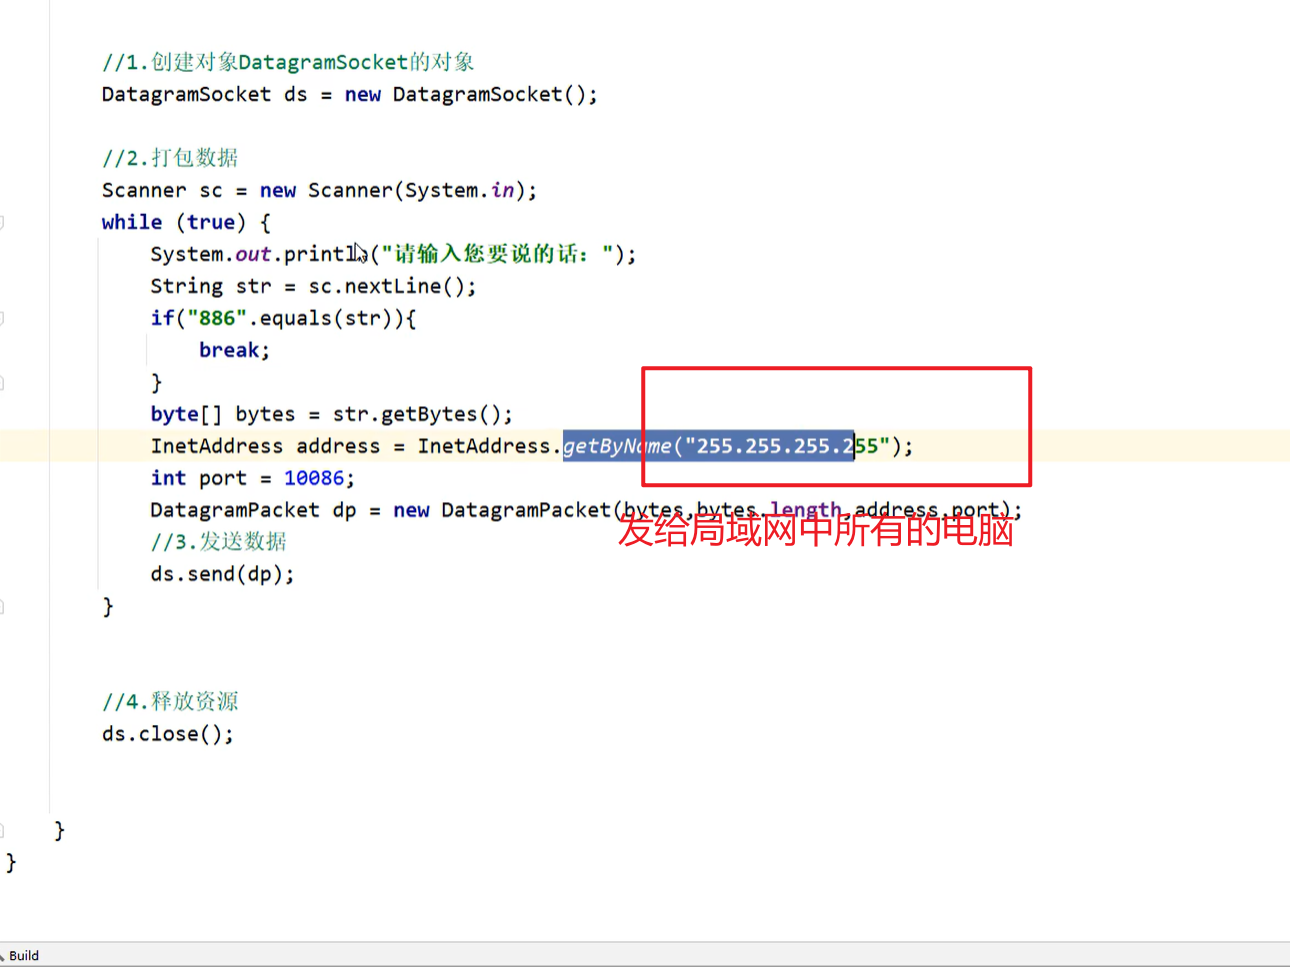 //1.创建对象DatagramSocket的对象
DatagramSocket ds = new DatagramSocket();
//2.打包数据
Scanner sc = new Scanner(System.in);
while (true) {
System.out.println("请输入您要说的话：");
String str = sc.nextLine();
if("886".equals(str)){
break;
}
byte[] bytes = str.getBytes();
InetAddress address = InetAddress.getByName("255.255.255.255");
int port = 10086;
DatagramPacket dp = new DatagramPacket(bytes,bytes.length,address,port);
发给局域网中所有的电脑
//3.发送数据
ds.send(dp);
}
//4.释放资源
ds.close();
}
}
Build